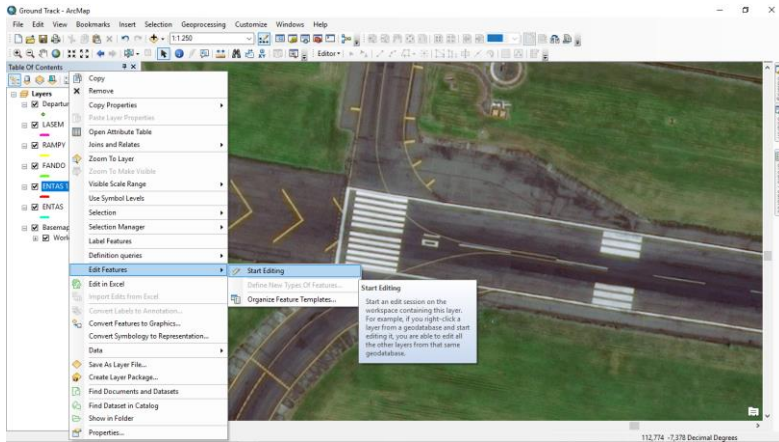 Ground Track - ArcMap
File Edit View Bookmarks Insert Selection Geoprocessing Customize Windows Help
1:1.250
Editor
Table Of Contents
Layers
Departur
LASEM
RAMPY
FANDO
ENTAS 1
ENTAS
Basemap
Worl
Copy
Remove
Copy Properties
Paste Layer Properties
Open Attribute Table
Joins and Relates
Zoom To Layer
Zoom To Make Visible
Visible Scale Range
Use Symbol Levels
Selection
Selection Manager
Label Features
Definition queries
Edit Features
Edit in Excel
Import Edits from Excel
Convert Labels to Annotation...
Convert Features to Graphics...
Convert Symbology to Representation...
Data
Save As Layer File...
Create Layer Package...
Find Documents and Datasets
Find Dataset in Catalog
Show in Folder
Properties...
Start Editing
Define New Types Of Features...
Organize Feature Templates...
Start Editing
Start an edit session on the
workspace containing this layer.
For example, if you right-click a
layer from a geodatabase and start
editing it, you are able to edit all
the other layers from that same
geodatabase.
112,774 -7,378 Decimal Degrees